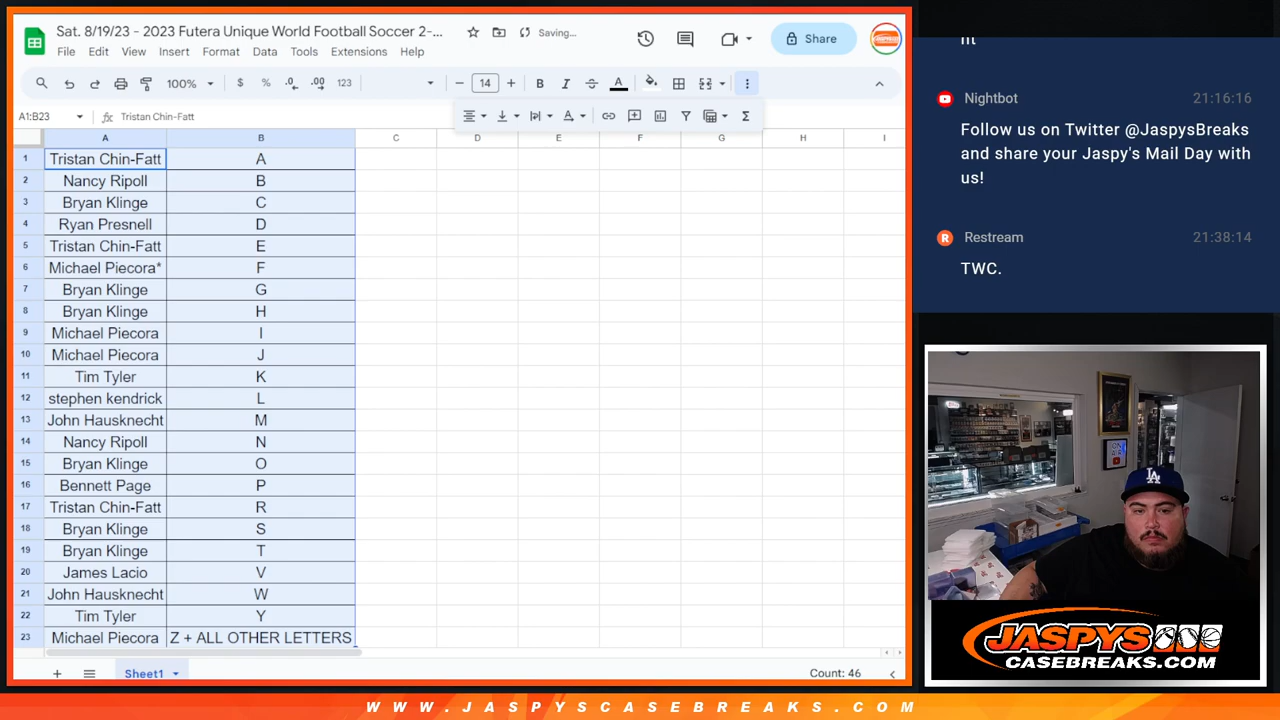 Sat. 8/19/23 - 2023 Futera Unique World Football Soccer 2-...
Saving...
Share
File Edit View Insert Format Data Tools Extensions Help
100% $ % .0 .00 123 14 B I S A
A1:B23 fx Tristan Chin-Fatt
A B C D E F G H I
1 Tristan Chin-Fatt A
2 Nancy Ripoll B
3 Bryan Klinge C
4 Ryan Presnell D
5 Tristan Chin-Fatt E
6 Michael Piecora* F
7 Bryan Klinge G
8 Bryan Klinge H
9 Michael Piecora I
10 Michael Piecora J
11 Tim Tyler K
12 stephen kendrick L
13 John Hausknecht M
14 Nancy Ripoll N
15 Bryan Klinge O
16 Bennett Page P
17 Tristan Chin-Fatt R
18 Bryan Klinge S
19 Bryan Klinge T
20 James Lacio V
21 John Hausknecht W
22 Tim Tyler Y
23 Michael Piecora Z + ALL OTHER LETTERS
Sheet1
Count: 46
Nightbot 21:16:16
Follow us on Twitter @JaspysBreaks
and share your Jaspy's Mail Day with
us!
Restream 21:38:14
TWC.
ON AIR
LA
JASPYS
CASEBREAKS.COM
WWW.JASPYSCASEBREAKS.COM